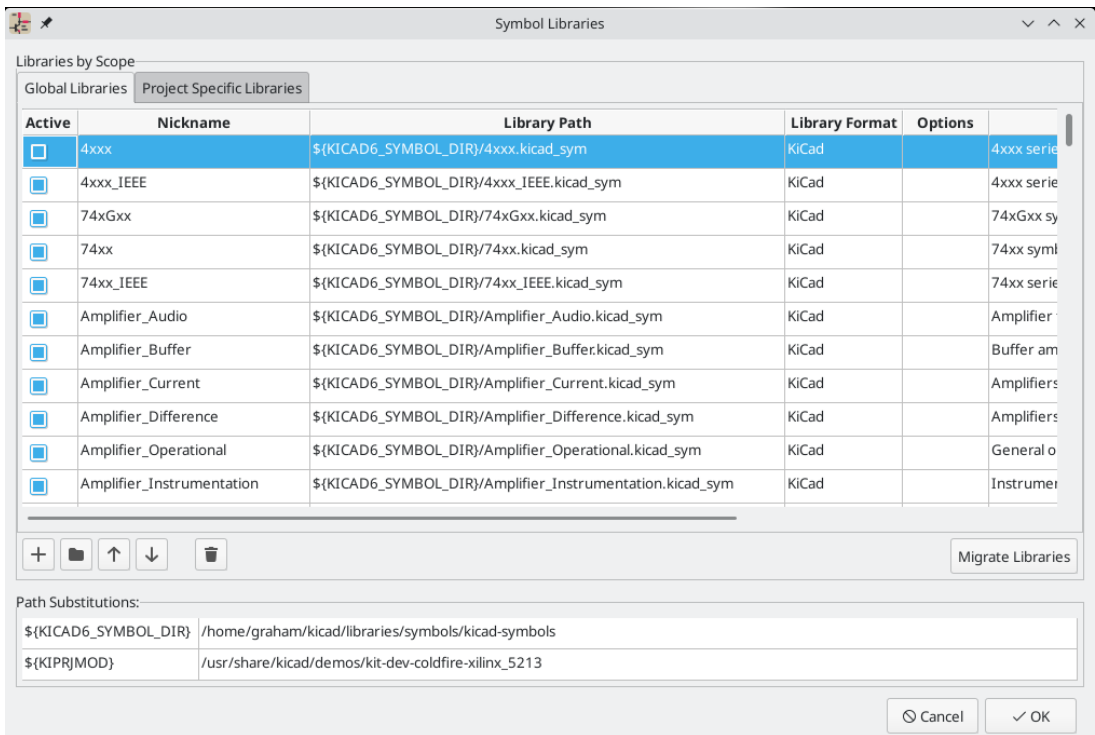 Symbol Libraries
Libraries by Scope
Global Libraries Project Specific Libraries
Active Nickname Library Path Library Format Options
4xxx ${KICAD6_SYMBOL_DIR}/4xxx.kicad_sym KiCad 4xxx serie
4xxx_IEEE ${KICAD6_SYMBOL_DIR}/4xxx_IEEE.kicad_sym KiCad 4xxx serie
74xGxx ${KICAD6_SYMBOL_DIR}/74xGxx.kicad_sym KiCad 74xGxx sy
74xx ${KICAD6_SYMBOL_DIR}/74xx.kicad_sym KiCad 74xx symb
74xx_IEEE ${KICAD6_SYMBOL_DIR}/74xx_IEEE.kicad_sym KiCad 74xx serie
Amplifier_Audio ${KICAD6_SYMBOL_DIR}/Amplifier_Audio.kicad_sym KiCad Amplifier
Amplifier_Buffer ${KICAD6_SYMBOL_DIR}/Amplifier_Buffer.kicad_sym KiCad Buffer am
Amplifier_Current ${KICAD6_SYMBOL_DIR}/Amplifier_Current.kicad_sym KiCad Amplifiers
Amplifier_Difference ${KICAD6_SYMBOL_DIR}/Amplifier_Difference.kicad_sym KiCad Amplifiers
Amplifier_Operational ${KICAD6_SYMBOL_DIR}/Amplifier_Operational.kicad_sym KiCad General o
Amplifier_Instrumentation ${KICAD6_SYMBOL_DIR}/Amplifier_Instrumentation.kicad_sym KiCad Instrumen
Migrate Libraries
Path Substitutions:
${KICAD6_SYMBOL_DIR} /home/graham/kicad/libraries/symbols/kicad-symbols
${KIPRJMOD} /usr/share/kicad/demos/kit-dev-coldfire-xilinx_5213
Cancel OK